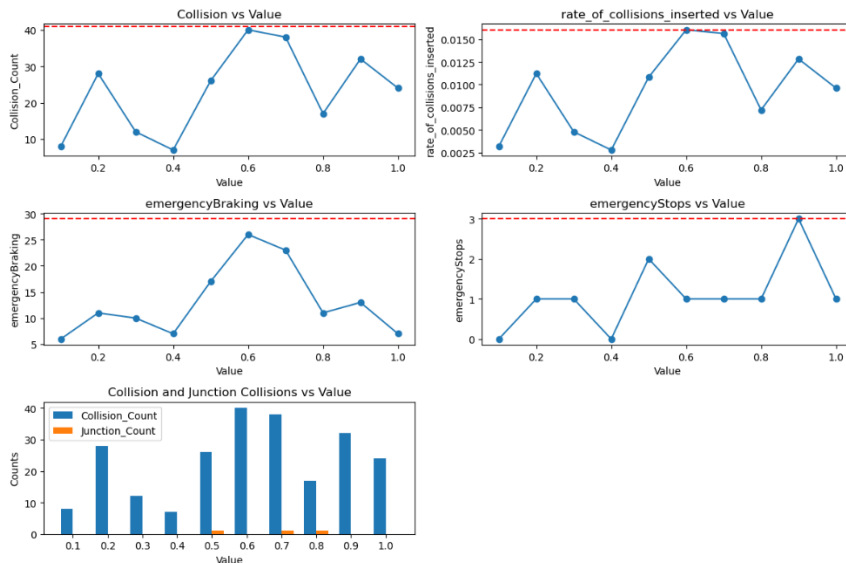 Collision vs Value
Collision_Count
40
30
20
10
0.2 0.4 0.6 0.8 1.0
Value
rate_of_collisions_inserted vs Value
rate_of_collisions_inserted
0.0150
0.0125
0.0100
0.0075
0.0050
0.0025
0.2 0.4 0.6 0.8 1.0
Value
emergencyBraking vs Value
emergencyBraking
30
25
20
15
10
5
0.2 0.4 0.6 0.8 1.0
Value
emergencyStops vs Value
emergencyStops
3
2
1
0
0.2 0.4 0.6 0.8 1.0
Value
Collision and Junction Collisions vs Value
Collision_Count
Junction_Count
Counts
40
30
20
10
0
0.1 0.2 0.3 0.4 0.5 0.6 0.7 0.8 0.9 1.0
Value